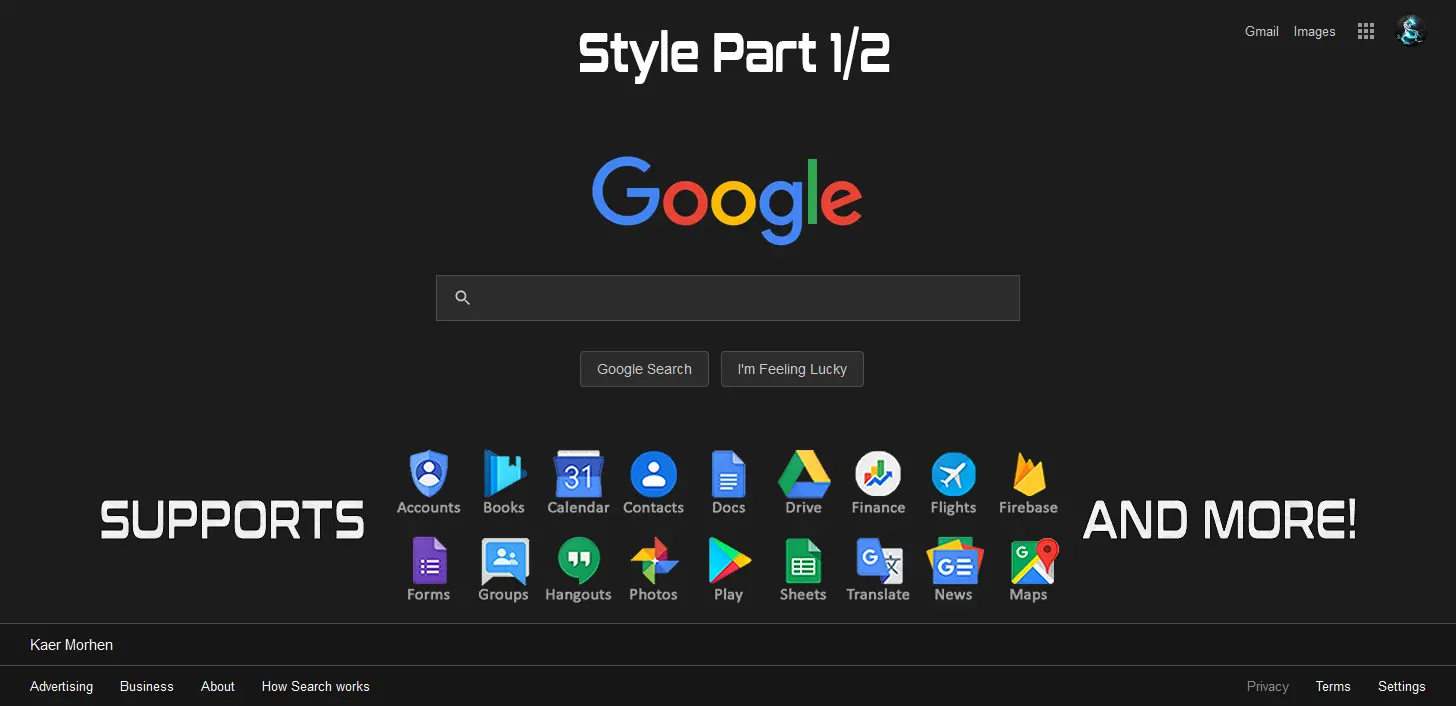 Gmail Images
Style Part 1/2
Google
Google Search I'm Feeling Lucky
31
Accounts Books Calendar Contacts Docs Drive Finance Flights Firebase
SUPPORTS AND MORE!
G 文 GE G
Forms Groups Hangouts Photos Play Sheets Translate News Maps
Kaer Morhen
Advertising Business About How Search works Privacy Terms Settings